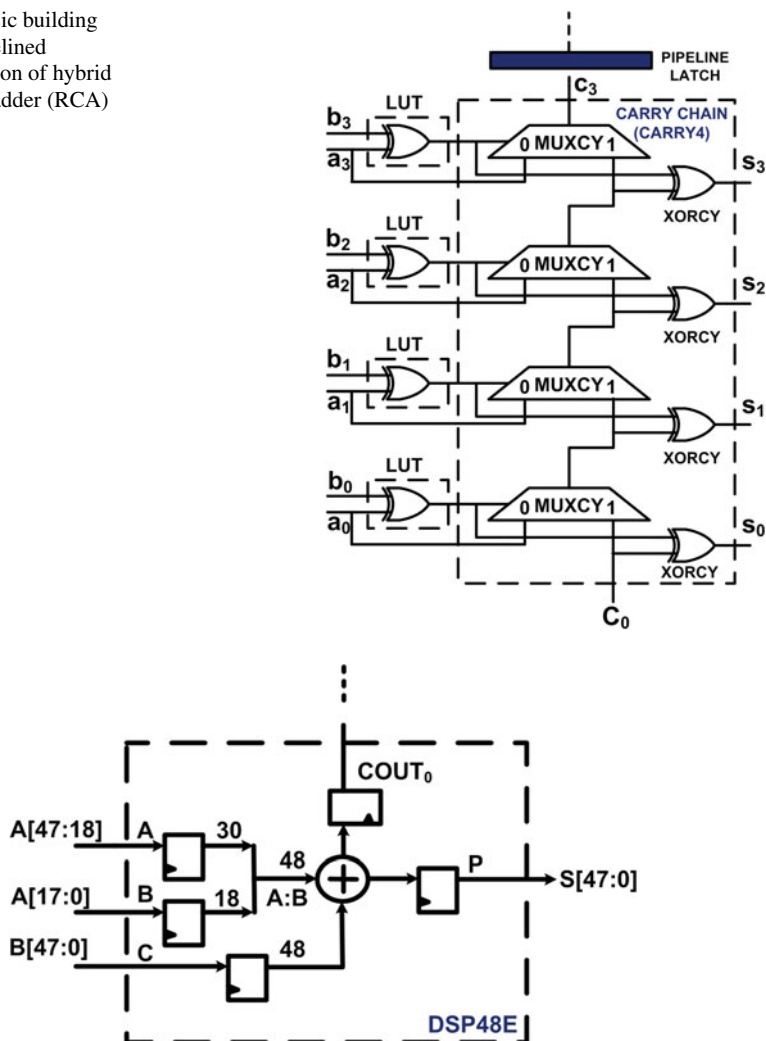 ic building
elined
on of hybrid
adder (RCA)
PIPELINE
LATCH
c3
CARRY CHAIN
(CARRY4)
LUT
b3
a3
0 MUXCY 1
XORCY
s3
LUT
b2
a2
0 MUXCY 1
XORCY
s2
LUT
b1
a1
0 MUXCY 1
XORCY
s1
LUT
b0
a0
0 MUXCY 1
XORCY
s0
C0
COUT0
A[47:18]
A
30
48
A:B
P
S[47:0]
A[17:0]
B
18
B[47:0]
C
48
DSP48E